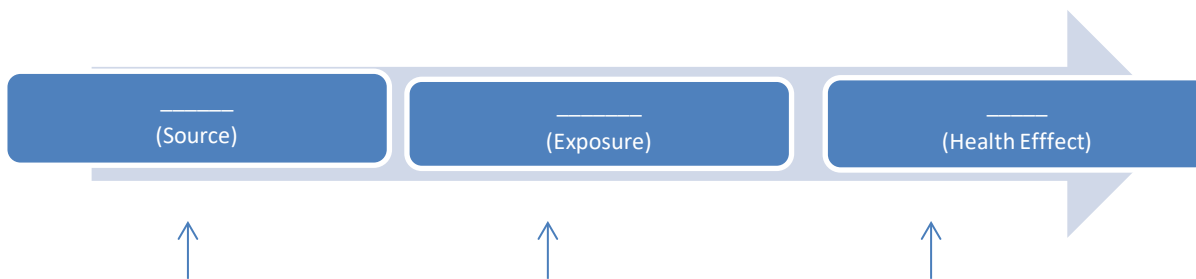 ______
(Source)
_______
(Exposure)
_____
(Health Efffect)